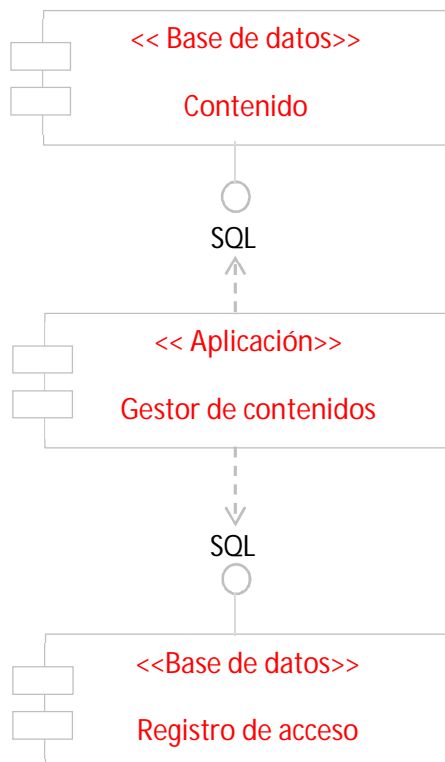 << Base de datos>>
Contenido
SQL
<< Aplicación>>
Gestor de contenidos
SQL
<<Base de datos>>
Registro de acceso